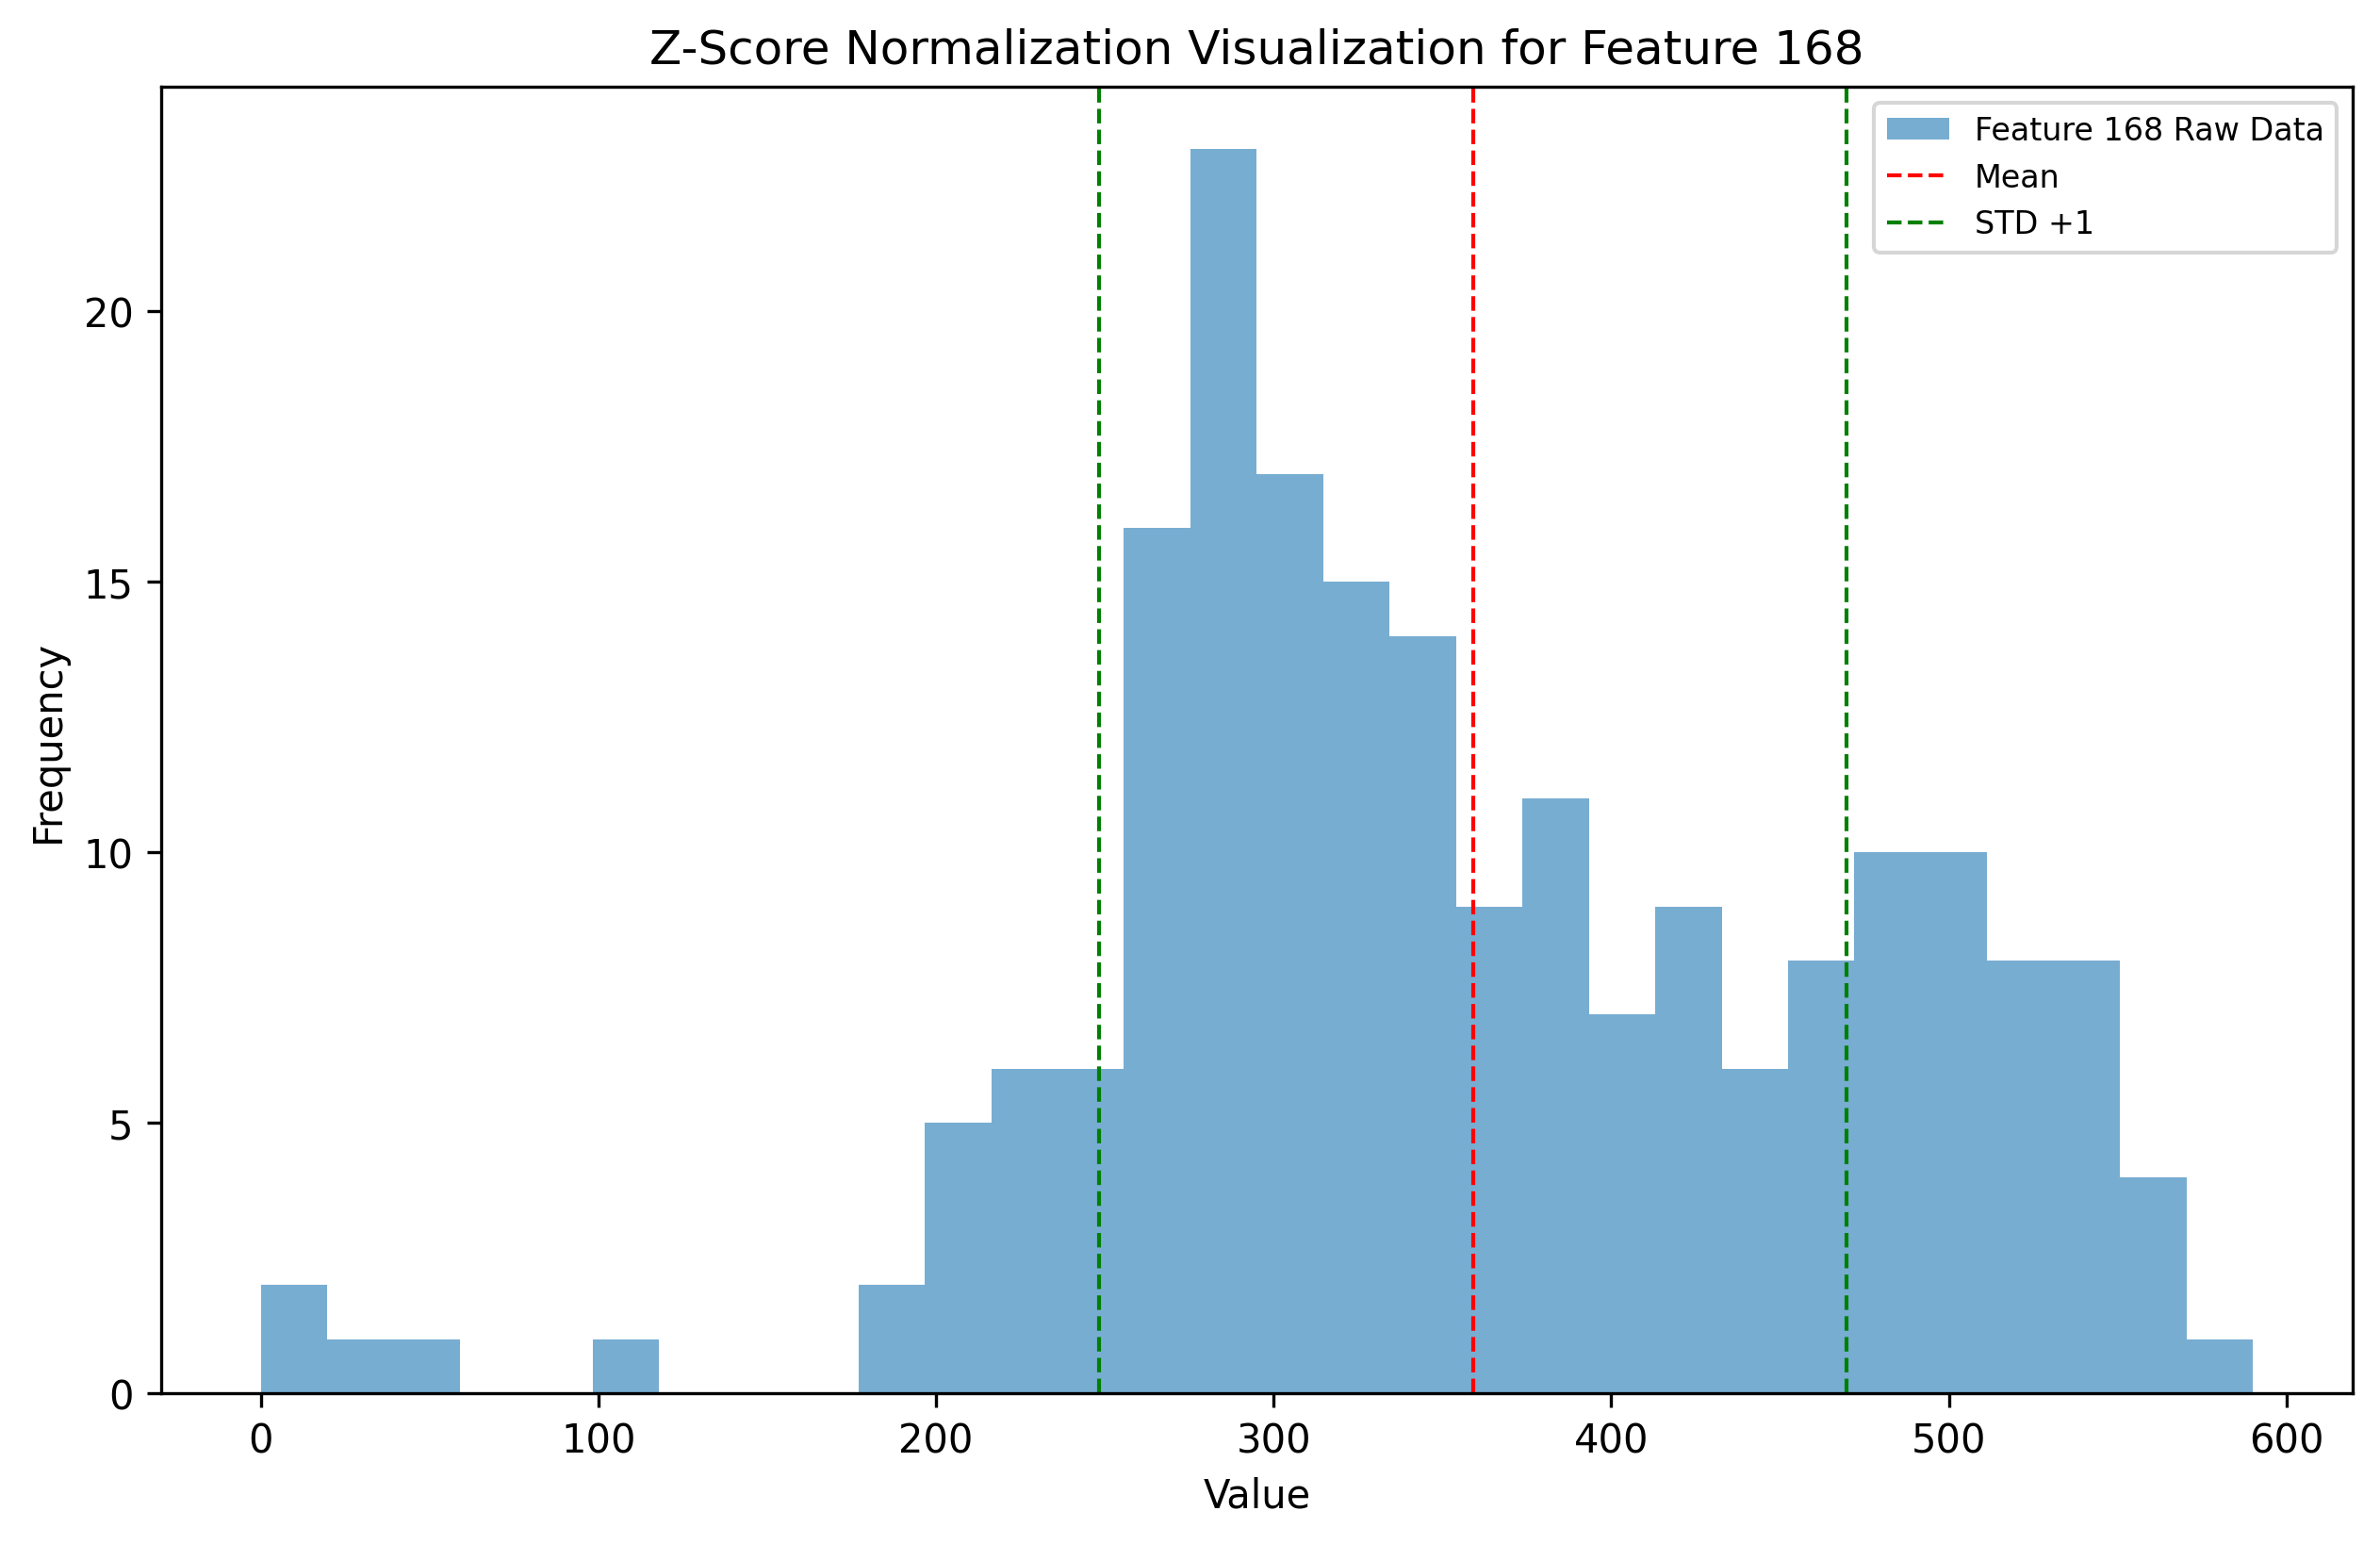 Z-Score Normalization Visualization for Feature 168
Feature 168 Raw Data
Mean
STD +1
Frequency
20
15
10
5
0
0 100 200 300 400 500 600
Value